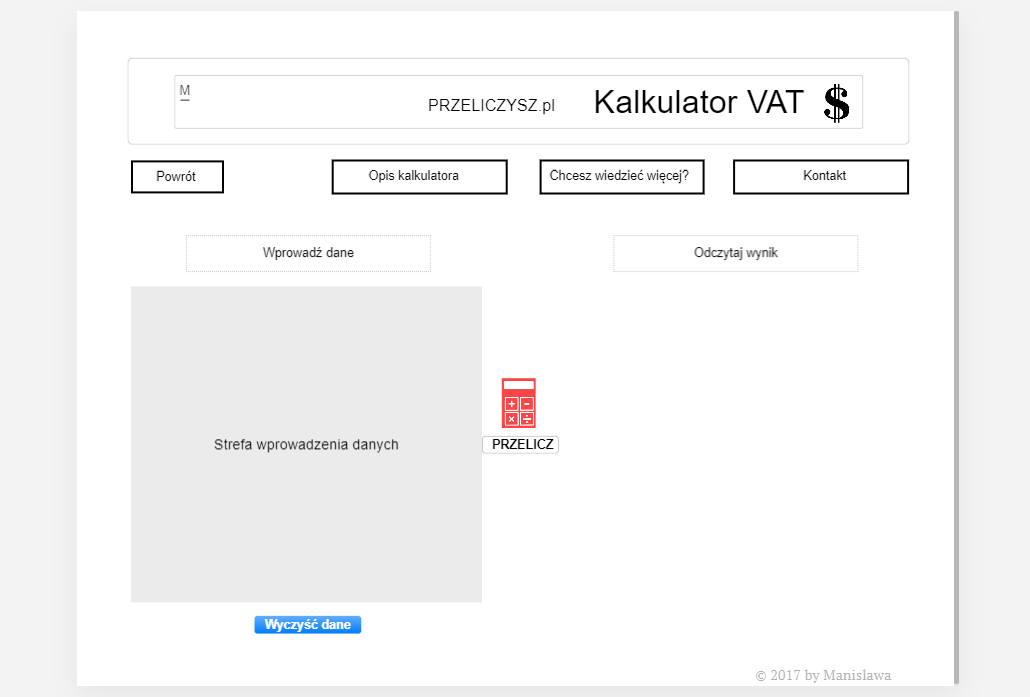 M
PRZELICZYSZ.pl
Kalkulator VAT $
Powrót
Opis kalkulatora
Chcesz wiedzieć więcej?
Kontakt
Wprowadź dane
Odczytaj wynik
Strefa wprowadzenia danych
PRZELICZ
Wyczyść dane
© 2017 by Manislawa